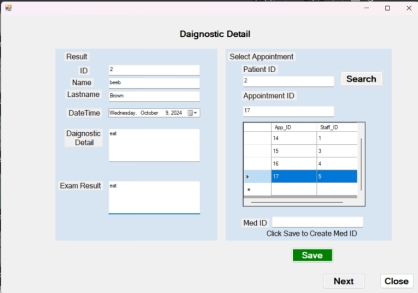 Daignostic Detail
Result
ID
2
Name
beeb
Lastname
Brown
DateTime
Wednesday, October 9, 2024
Daignostic
Detail
eat
Exam Result
eat
Select Appointment
Patient ID
2
Search
Appointment ID
17
App_ID Staff_ID
14 1
15 3
16 4
17 5
Med ID
Click Save to Create Med ID
Save
Next
Close